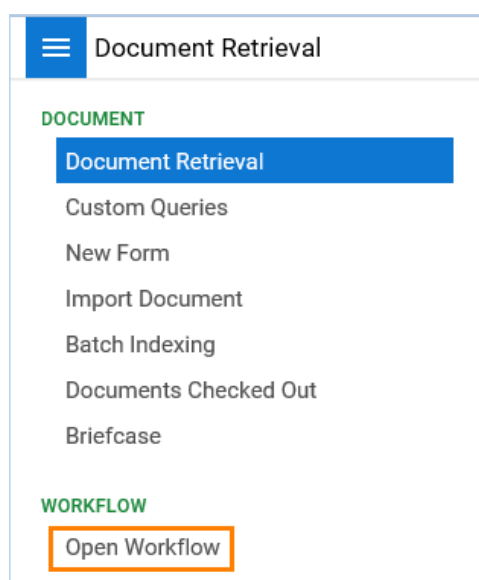 Document Retrieval
DOCUMENT
Document Retrieval
Custom Queries
New Form
Import Document
Batch Indexing
Documents Checked Out
Briefcase
WORKFLOW
Open Workflow